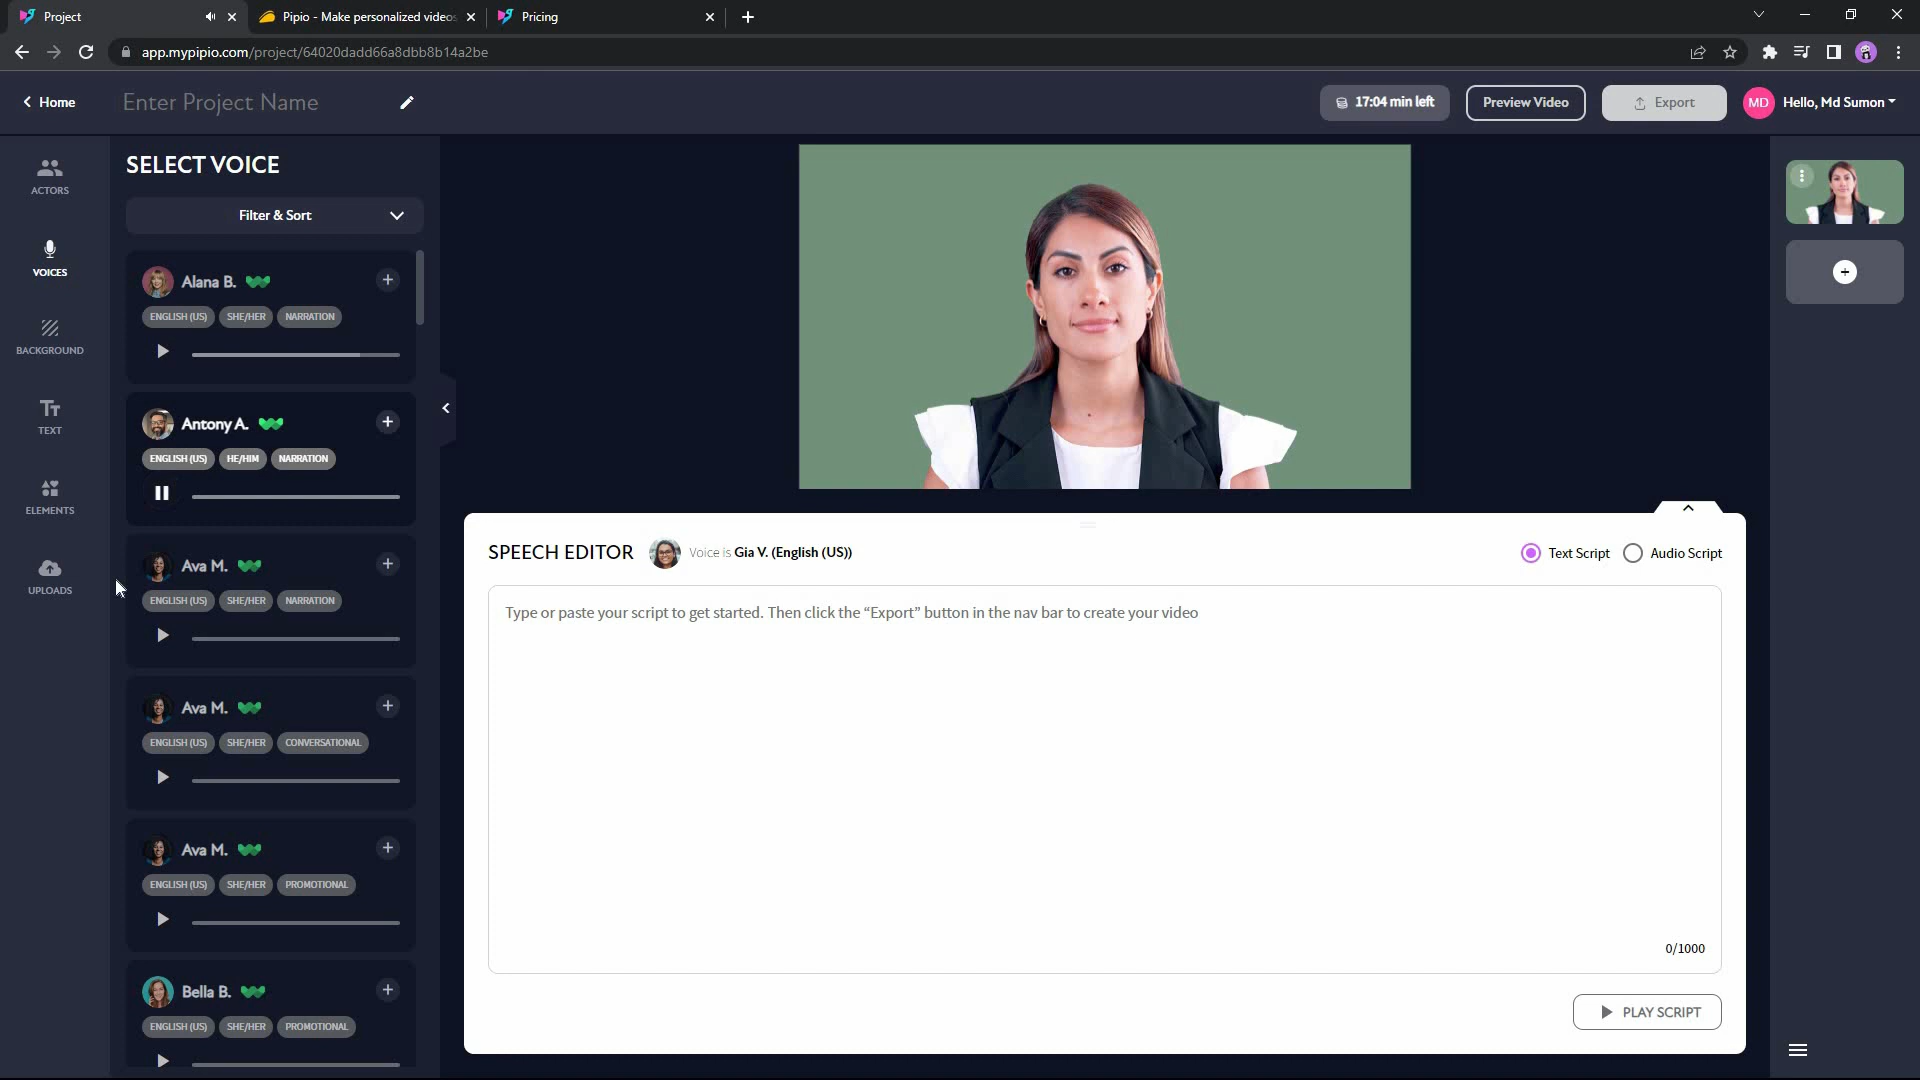 Project
Pipio - Make personalized videos
Pricing
app.mypipio.com/project/64020dadd66a8dbb8b14a2be
Home
Enter Project Name
17:04 min left
Preview Video
Export
MD
Hello, Md Sumon
ACTORS
VOICES
BACKGROUND
TEXT
ELEMENTS
UPLOADS
SELECT VOICE
Filter & Sort
Alana B.
ENGLISH (US) SHE/HER NARRATION
Antony A.
ENGLISH (US) HE/HIM NARRATION
Ava M.
ENGLISH (US) SHE/HER NARRATION
Ava M.
ENGLISH (US) SHE/HER CONVERSATIONAL
Ava M.
ENGLISH (US) SHE/HER PROMOTIONAL
Bella B.
ENGLISH (US) SHE/HER PROMOTIONAL
SPEECH EDITOR
Voice is Gia V. (English (US))
Text Script
Audio Script
Type or paste your script to get started. Then click the “Export” button in the nav bar to create your video
0/1000
PLAY SCRIPT